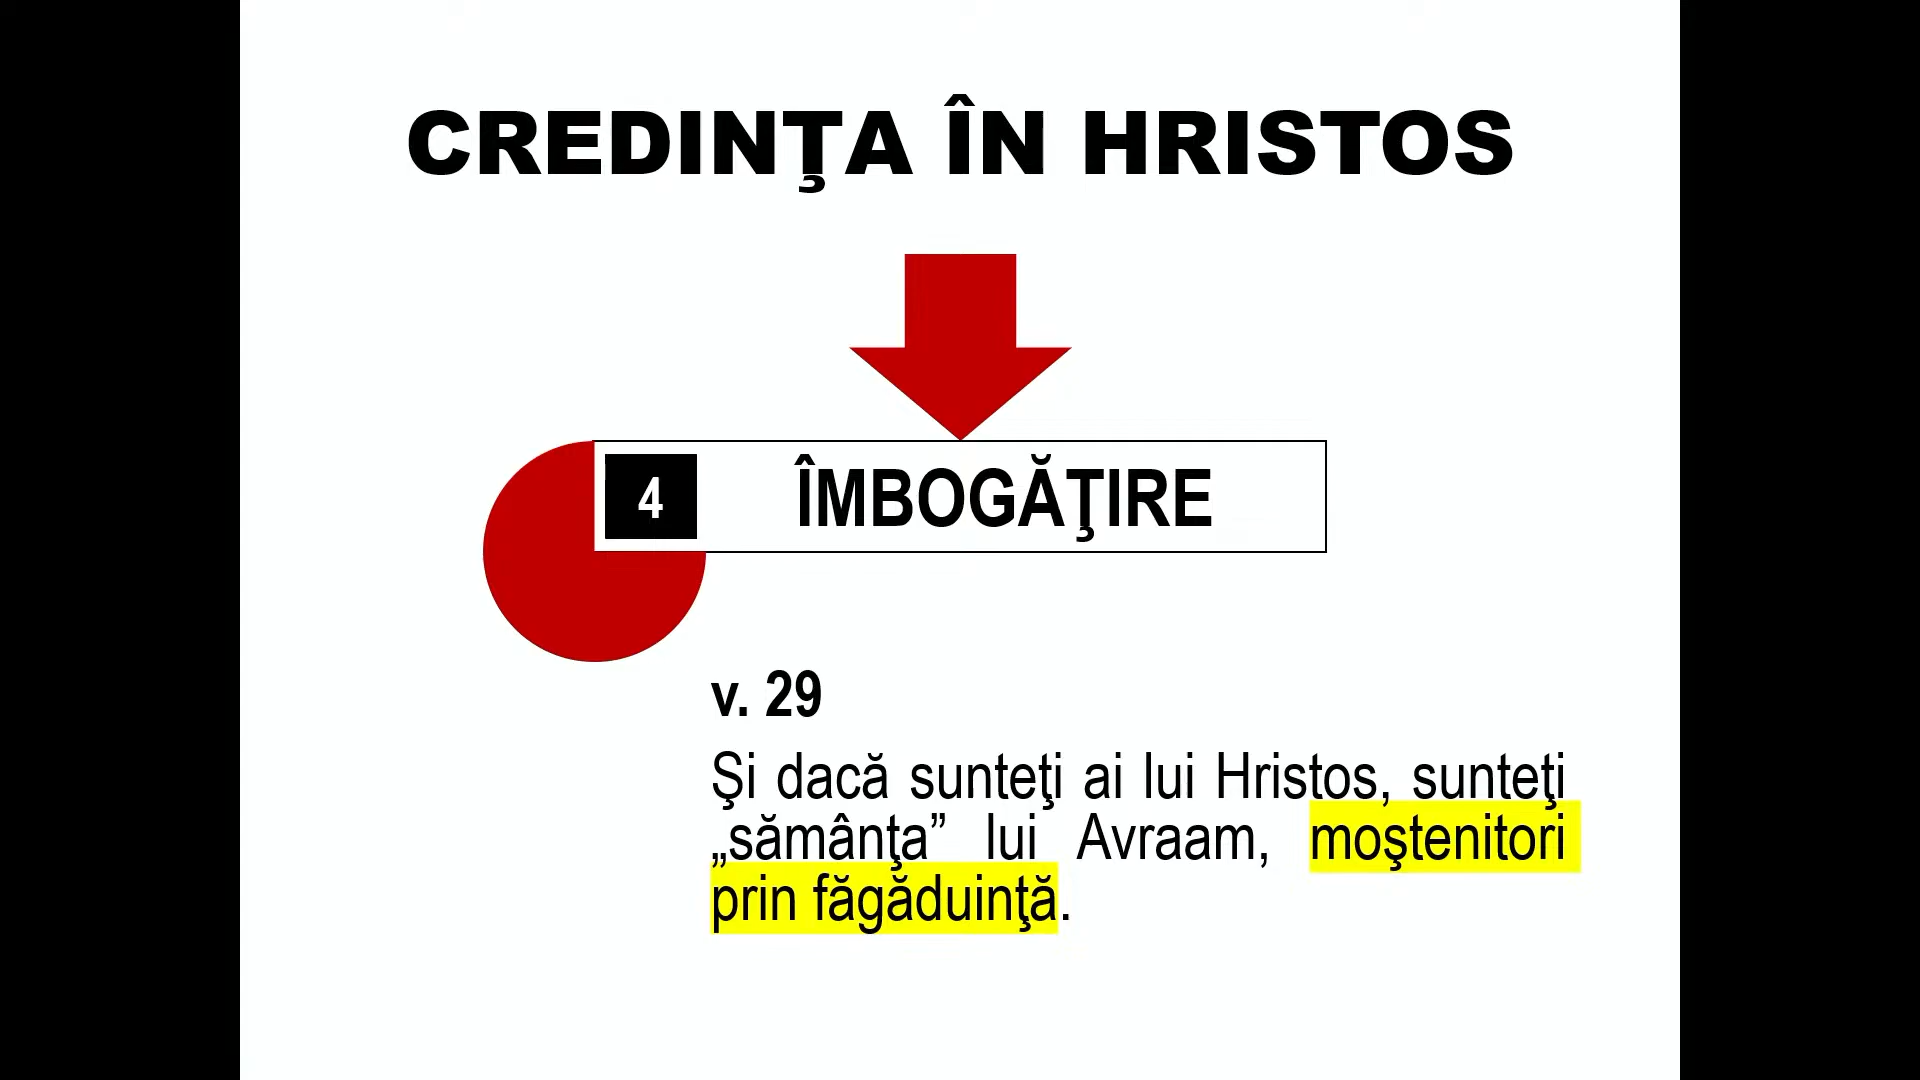 CREDINŢA ÎN HRISTOS
4 ÎMBOGĂŢIRE
v. 29
Şi dacă sunteţi ai lui Hristos, sunteţi
„sămânţa” lui Avraam, moştenitori
prin făgăduinţă.